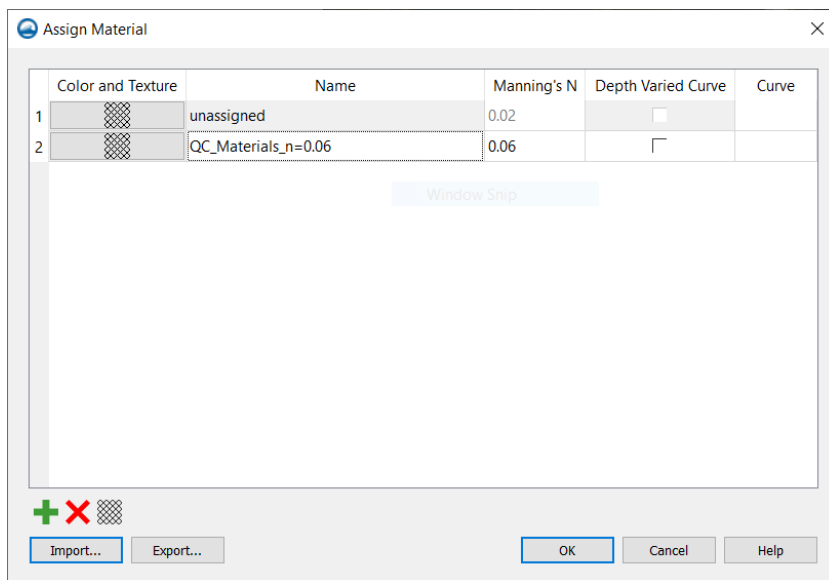 Assign Material
Color and Texture Name Manning's N Depth Varied Curve Curve
1 unassigned 0.02
2 QC_Materials_n=0.06 0.06
Window Snip
Import... Export... OK Cancel Help